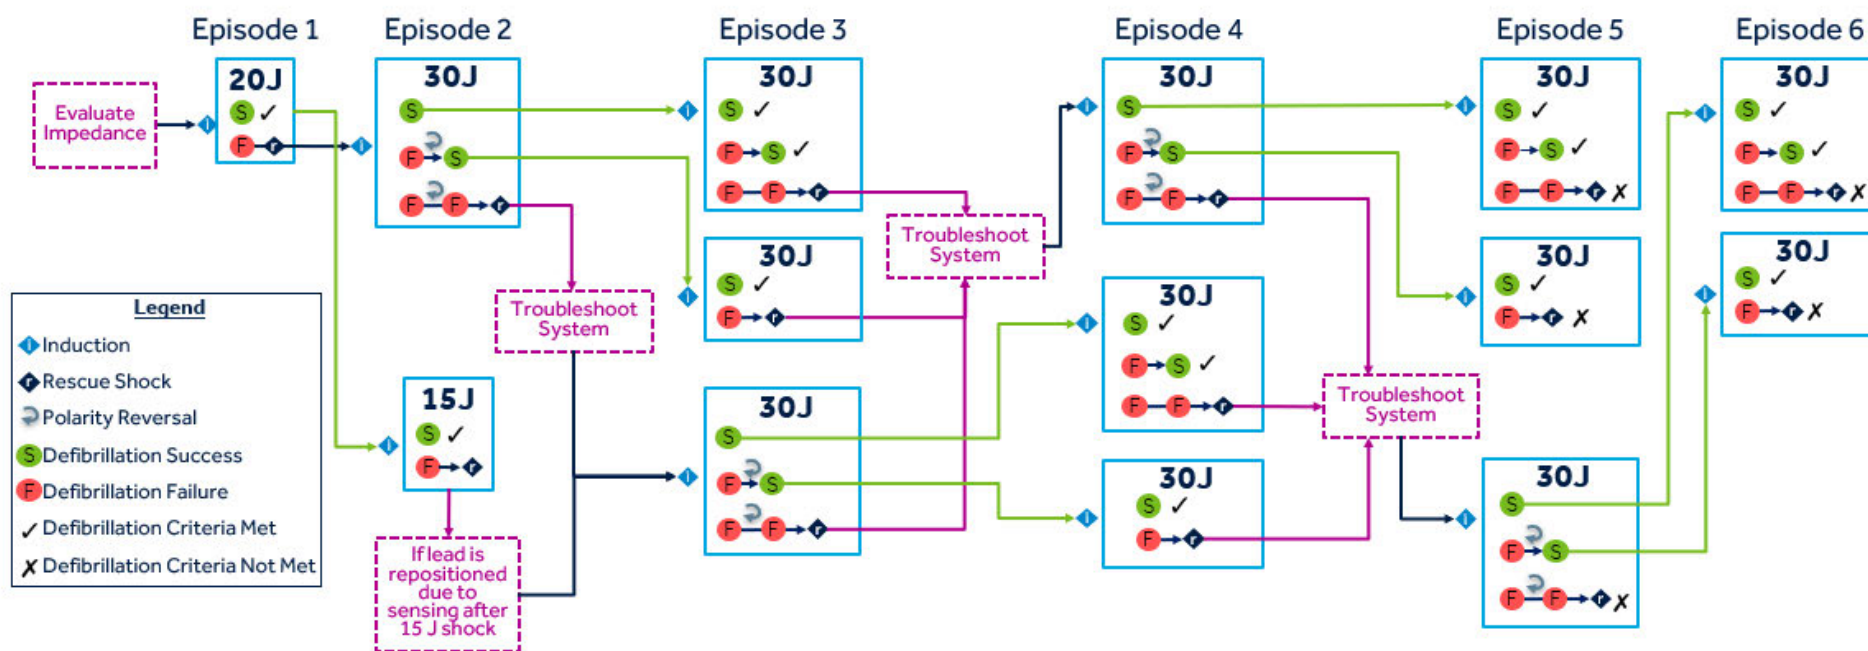 Episode 1
Episode 2
Episode 3
Episode 4
Episode 5
Episode 6
Evaluate
Impedance
I
20J
S ✓
F r
I
30J
S
F S
F F r
I
15J
S ✓
F r
Troubleshoot
System
If lead is
repositioned
due to
sensing after
15 J shock
I
30J
S ✓
F S ✓
F F r
I
30J
S ✓
F r
I
30J
S
F S
F F r
Troubleshoot
System
I
30J
S
F S
F F r
I
30J
S ✓
F S ✓
F F r
I
30J
S ✓
F r
Troubleshoot
System
I
30J
S ✓
F S ✓
F F r ✗
I
30J
S ✓
F r ✗
I
30J
S
F S
F F r ✗
I
30J
S ✓
F S ✓
F F r ✗
I
30J
S ✓
F r ✗
Legend
I Induction
r Rescue Shock
Polarity Reversal
S Defibrillation Success
F Defibrillation Failure
✓ Defibrillation Criteria Met
✗ Defibrillation Criteria Not Met